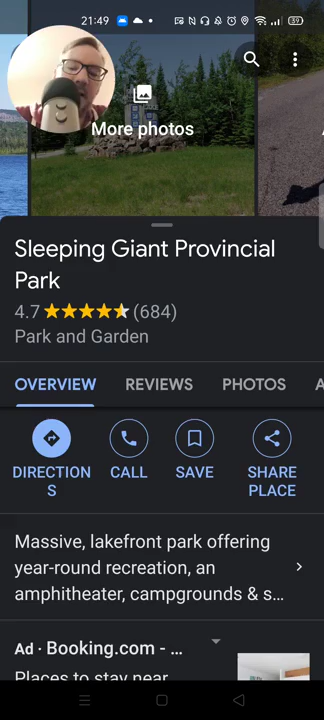 21:49
89
More photos
Sleeping Giant Provincial
Park
4.7 (684)
Park and Garden
OVERVIEW REVIEWS PHOTOS A
DIRECTION
S
CALL
SAVE
SHARE
PLACE
Massive, lakefront park offering
year-round recreation, an
amphitheater, campgrounds & s...
Ad · Booking.com - ...
Places to stay near